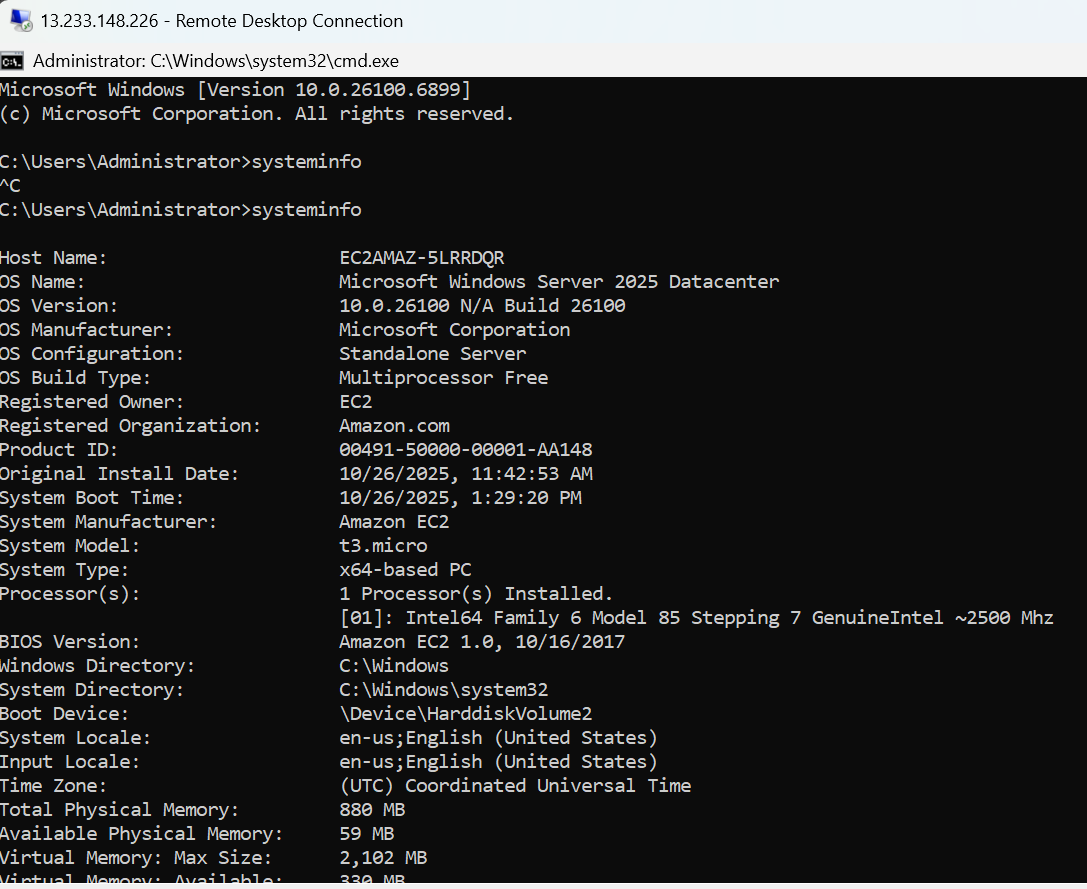 13.233.148.226 - Remote Desktop Connection
Administrator: C:\Windows\system32\cmd.exe
Microsoft Windows [Version 10.0.26100.6899]
(c) Microsoft Corporation. All rights reserved.
C:\Users\Administrator>systeminfo
^C
C:\Users\Administrator>systeminfo
Host Name: EC2AMAZ-5LRRDQR
OS Name: Microsoft Windows Server 2025 Datacenter
OS Version: 10.0.26100 N/A Build 26100
OS Manufacturer: Microsoft Corporation
OS Configuration: Standalone Server
OS Build Type: Multiprocessor Free
Registered Owner: EC2
Registered Organization: Amazon.com
Product ID: 00491-50000-00001-AA148
Original Install Date: 10/26/2025, 11:42:53 AM
System Boot Time: 10/26/2025, 1:29:20 PM
System Manufacturer: Amazon EC2
System Model: t3.micro
System Type: x64-based PC
Processor(s): 1 Processor(s) Installed.
[01]: Intel64 Family 6 Model 85 Stepping 7 GenuineIntel ~2500 Mhz
BIOS Version: Amazon EC2 1.0, 10/16/2017
Windows Directory: C:\Windows
System Directory: C:\Windows\system32
Boot Device: \Device\HarddiskVolume2
System Locale: en-us;English (United States)
Input Locale: en-us;English (United States)
Time Zone: (UTC) Coordinated Universal Time
Total Physical Memory: 880 MB
Available Physical Memory: 59 MB
Virtual Memory: Max Size: 2,102 MB
Virtual Memory: Available: 330 MB